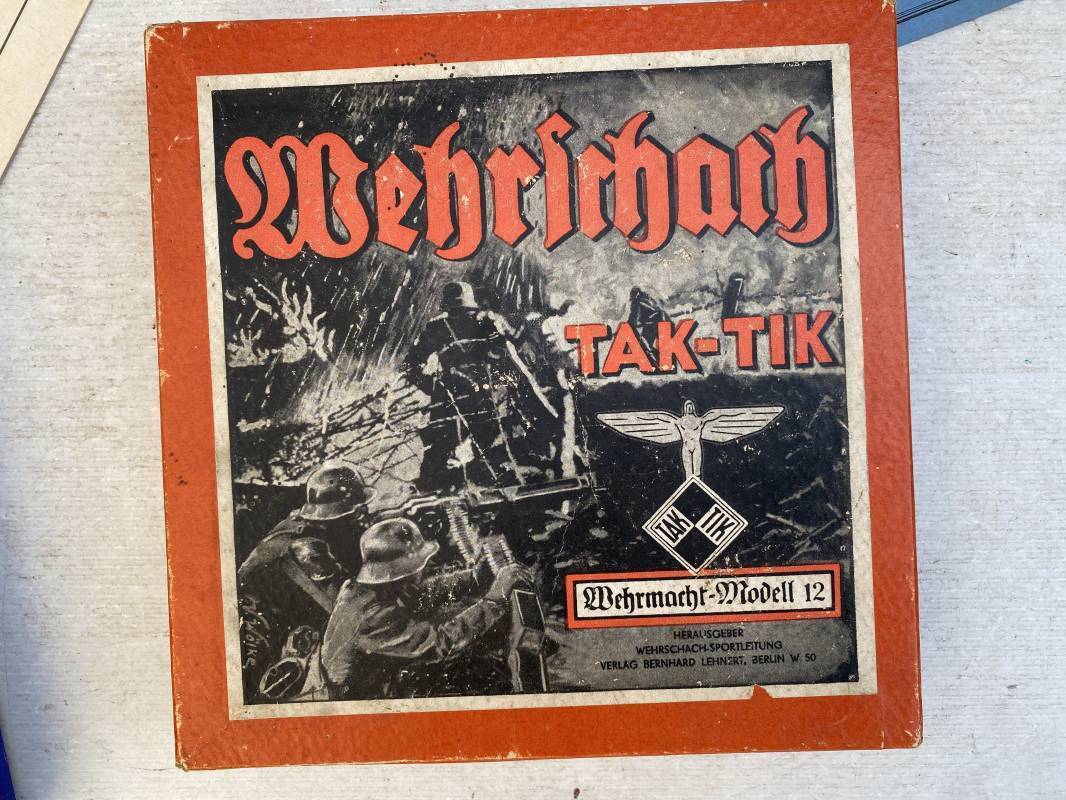 Wehrschach
TAK-TIK
TAK TIK
Wehrmacht-Modell 12
HERAUSGEBER
WEHRSCHACH-SPORTLEITUNG
VERLAG BERNHARD LEHNERT, BERLIN W 50